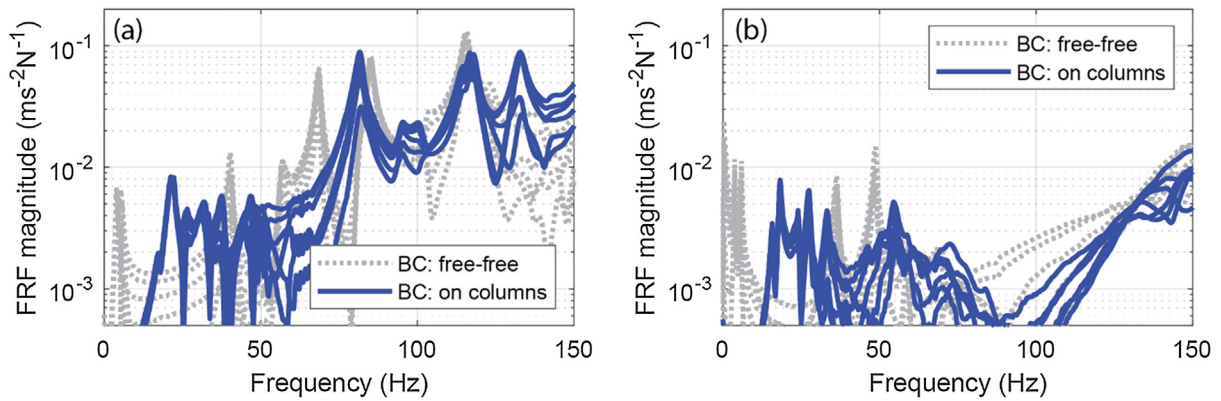 (a)
FRF magnitude (ms⁻²N⁻¹)
10⁻¹
10⁻²
10⁻³
BC: free-free
BC: on columns
0 50 100 150
Frequency (Hz)
(b)
FRF magnitude (ms⁻²N⁻¹)
10⁻¹
10⁻²
10⁻³
BC: free-free
BC: on columns
0 50 100 150
Frequency (Hz)